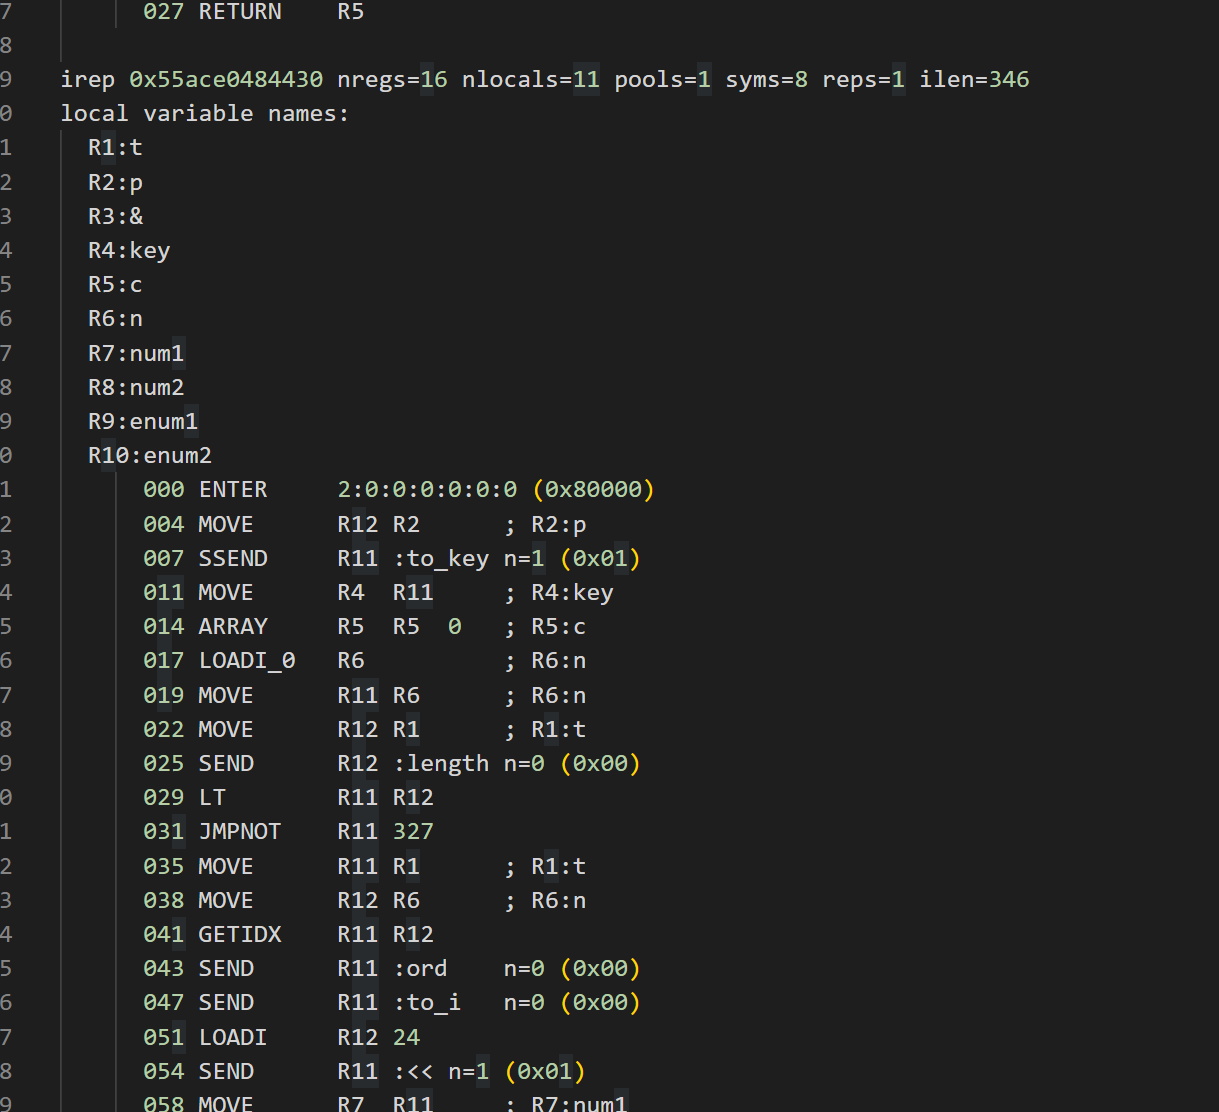 7 027 RETURN R5
8
9 irep 0x55ace0484430 nregs=16 nlocals=11 pools=1 syms=8 reps=1 ilen=346
0 local variable names:
1 R1:t
2 R2:p
3 R3:&
4 R4:key
5 R5:c
6 R6:n
7 R7:num1
8 R8:num2
9 R9:enum1
0 R10:enum2
1 000 ENTER 2:0:0:0:0:0:0 (0x80000)
2 004 MOVE R12 R2 ; R2:p
3 007 SSEND R11 :to_key n=1 (0x01)
4 011 MOVE R4 R11 ; R4:key
5 014 ARRAY R5 R5 0 ; R5:c
6 017 LOADI_0 R6 ; R6:n
7 019 MOVE R11 R6 ; R6:n
8 022 MOVE R12 R1 ; R1:t
9 025 SEND R12 :length n=0 (0x00)
0 029 LT R11 R12
1 031 JMPNOT R11 327
2 035 MOVE R11 R1 ; R1:t
3 038 MOVE R12 R6 ; R6:n
4 041 GETIDX R11 R12
5 043 SEND R11 :ord n=0 (0x00)
6 047 SEND R11 :to_i n=0 (0x00)
7 051 LOADI R12 24
8 054 SEND R11 :<< n=1 (0x01)
9 058 MOVE R7 R11 ; R7:num1